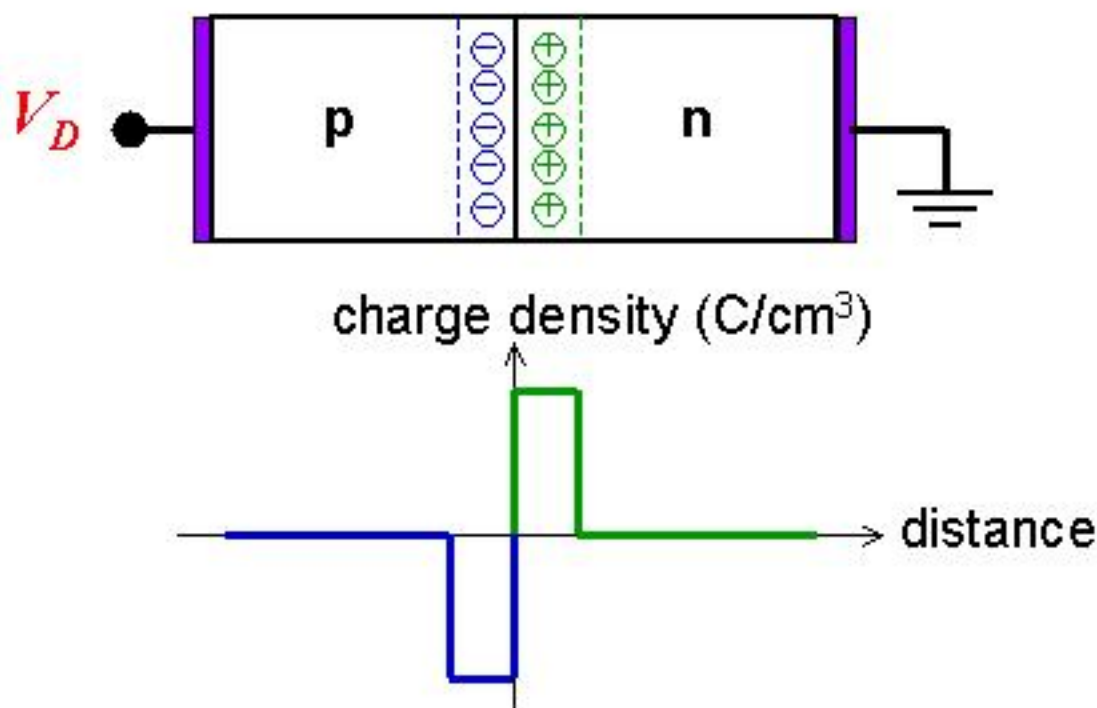 V_D
p
n
− +
− +
− +
− +
− +
charge density (C/cm³)
distance